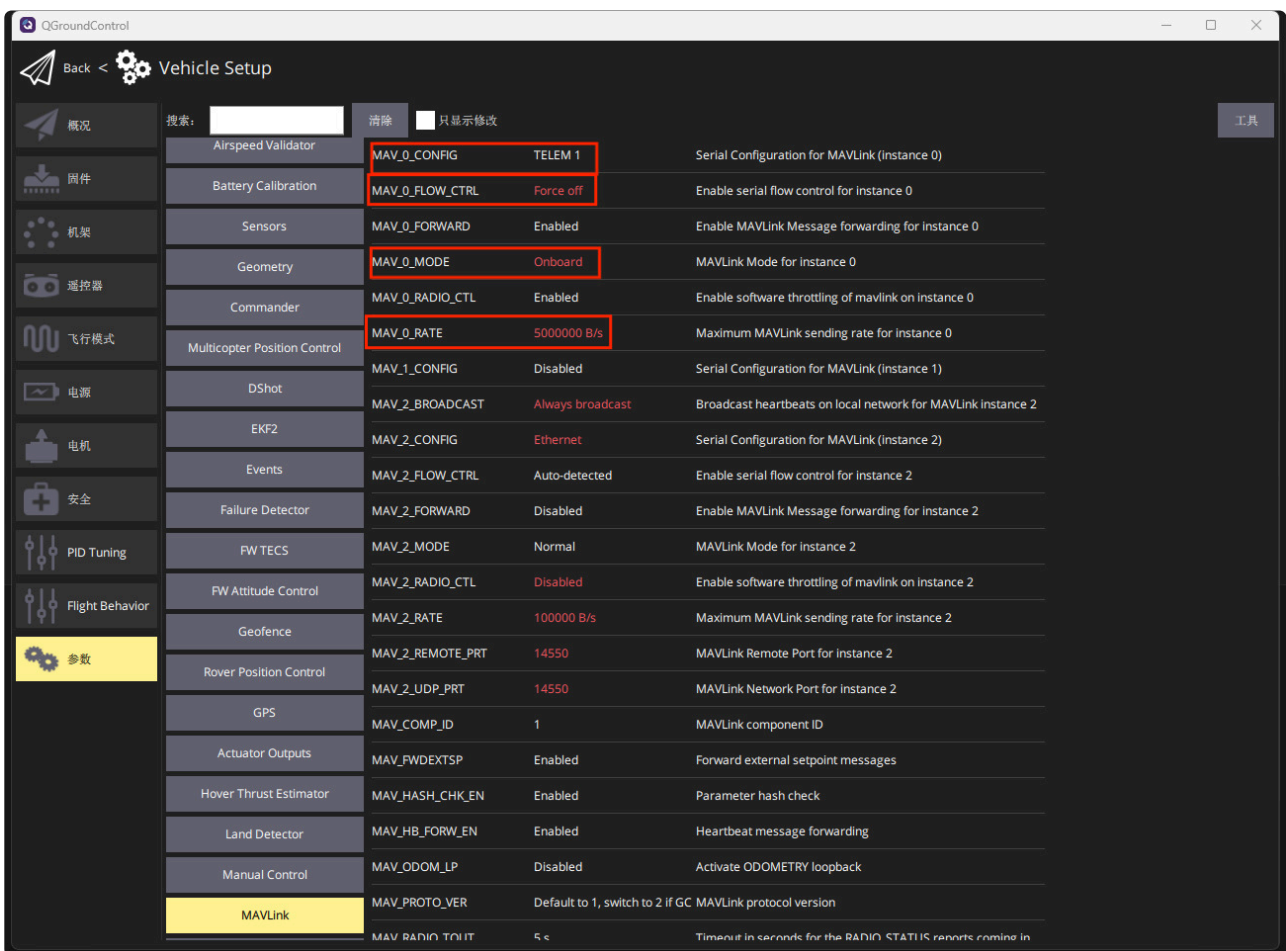 QGroundControl
Back < Vehicle Setup
概况
固件
机架
遥控器
飞行模式
电源
电机
安全
PID Tuning
Flight Behavior
参数
搜索： 清除 只显示修改 工具
Airspeed Validator
Battery Calibration
Sensors
Geometry
Commander
Multicopter Position Control
DShot
EKF2
Events
Failure Detector
FW TECS
FW Attitude Control
Geofence
Rover Position Control
GPS
Actuator Outputs
Hover Thrust Estimator
Land Detector
Manual Control
MAVLink
MAV_0_CONFIG TELEM 1 Serial Configuration for MAVLink (instance 0)
MAV_0_FLOW_CTRL Force off Enable serial flow control for instance 0
MAV_0_FORWARD Enabled Enable MAVLink Message forwarding for instance 0
MAV_0_MODE Onboard MAVLink Mode for instance 0
MAV_0_RADIO_CTL Enabled Enable software throttling of mavlink on instance 0
MAV_0_RATE 5000000 B/s Maximum MAVLink sending rate for instance 0
MAV_1_CONFIG Disabled Serial Configuration for MAVLink (instance 1)
MAV_2_BROADCAST Always broadcast Broadcast heartbeats on local network for MAVLink instance 2
MAV_2_CONFIG Ethernet Serial Configuration for MAVLink (instance 2)
MAV_2_FLOW_CTRL Auto-detected Enable serial flow control for instance 2
MAV_2_FORWARD Disabled Enable MAVLink Message forwarding for instance 2
MAV_2_MODE Normal MAVLink Mode for instance 2
MAV_2_RADIO_CTL Disabled Enable software throttling of mavlink on instance 2
MAV_2_RATE 100000 B/s Maximum MAVLink sending rate for instance 2
MAV_2_REMOTE_PRT 14550 MAVLink Remote Port for instance 2
MAV_2_UDP_PRT 14550 MAVLink Network Port for instance 2
MAV_COMP_ID 1 MAVLink component ID
MAV_FWDEXTSP Enabled Forward external setpoint messages
MAV_HASH_CHK_EN Enabled Parameter hash check
MAV_HB_FORW_EN Enabled Heartbeat message forwarding
MAV_ODOM_LP Disabled Activate ODOMETRY loopback
MAV_PROTO_VER Default to 1, switch to 2 if GC MAVLink protocol version
MAV_RADIO_TOUT 5 s Timeout in seconds for the RADIO_STATUS reports coming in